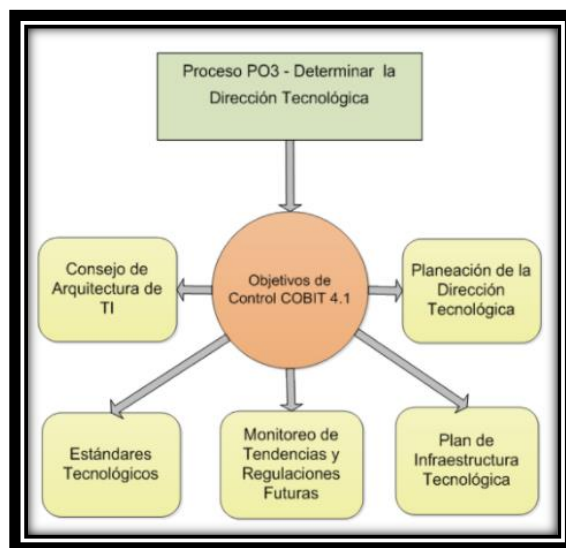 Proceso PO3 - Determinar la
Dirección Tecnológica
Consejo de
Arquitectura de
TI
Objetivos de
Control COBIT 4.1
Planeación de la
Dirección
Tecnológica
Estándares
Tecnológicos
Monitoreo de
Tendencias y
Regulaciones
Futuras
Plan de
Infraestructura
Tecnológica